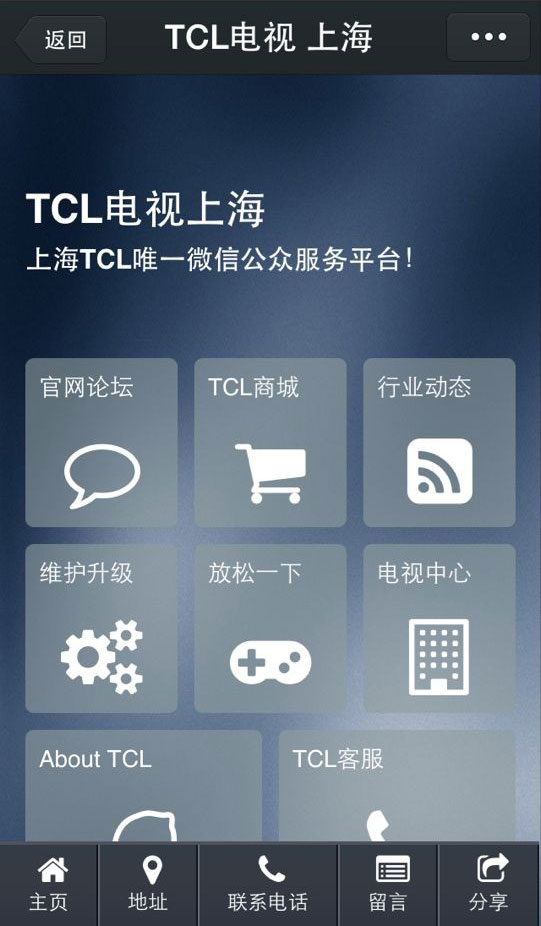 返回
TCL电视 上海
TCL电视上海
上海TCL唯一微信公众服务平台!
官网论坛
TCL商城
行业动态
维护升级
放松一下
电视中心
About TCL
TCL客服
主页
地址
联系电话
留言
分享